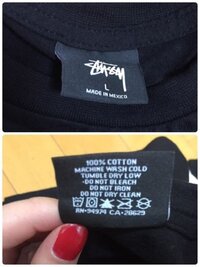 Stüssy
L
MADE IN MEXICO
100% COTTON
MACHINE WASH COLD
TUMBLE DRY LOW
•DO NOT BLEACH
DO NOT IRON
DO NOT DRY CLEAN
RN•94974 CA•28629